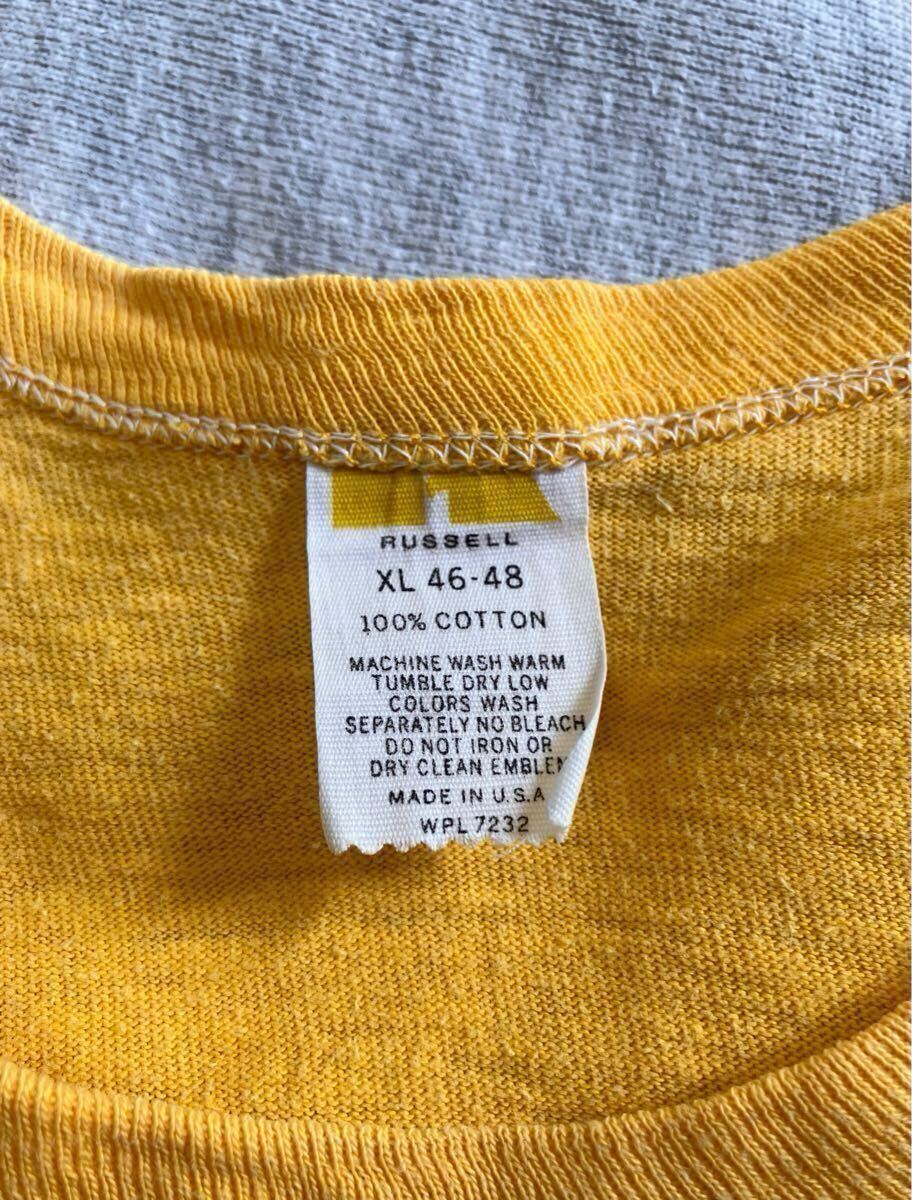 RUSSELL
XL 46-48
100% COTTON
MACHINE WASH WARM
TUMBLE DRY LOW
COLORS WASH
SEPARATELY NO BLEACH
DO NOT IRON OR
DRY CLEAN EMBLEM
MADE IN U.S.A
WPL 7232